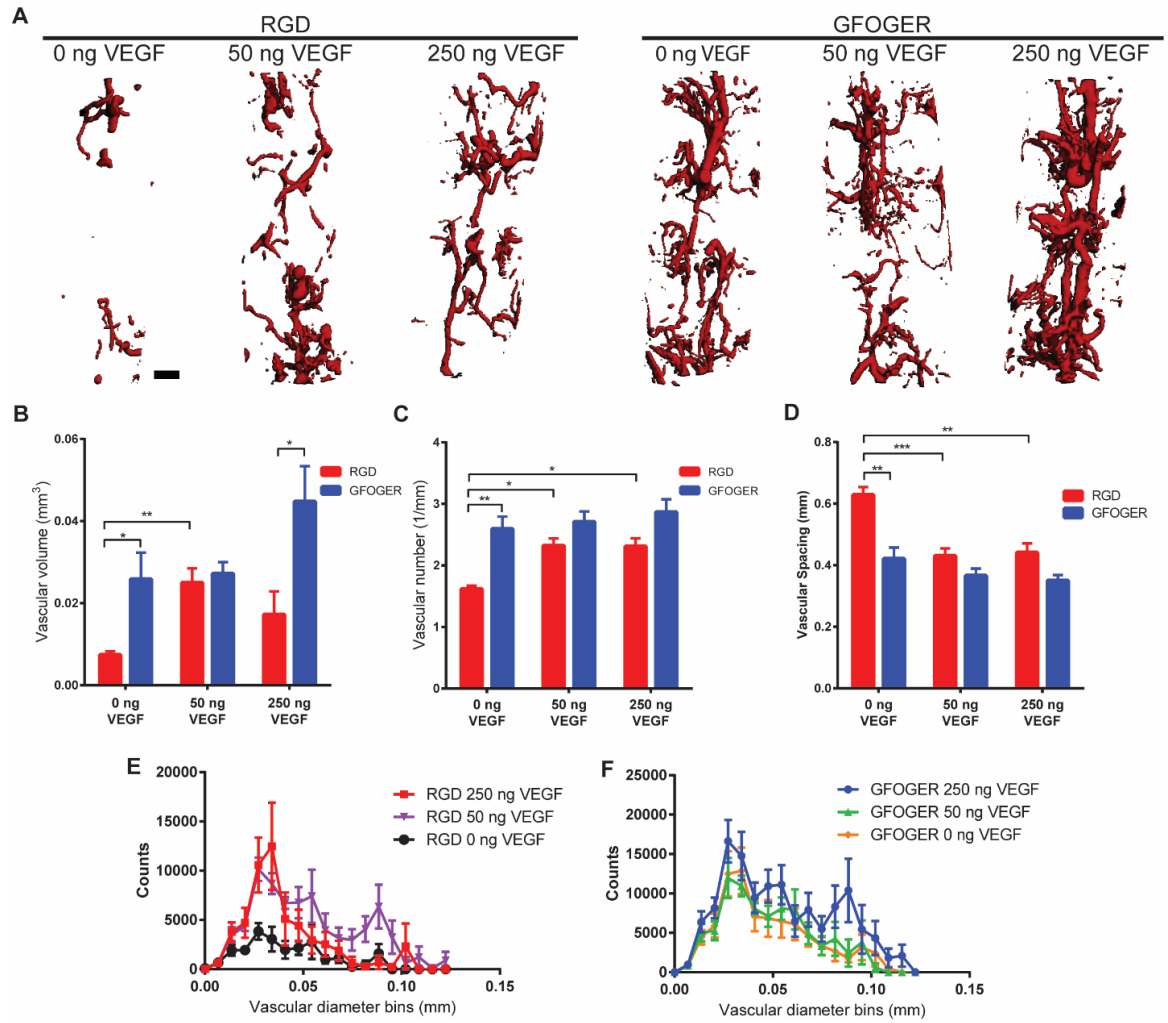 A
RGD
GFOGER
0 ng VEGF
50 ng VEGF
250 ng VEGF
0 ng VEGF
50 ng VEGF
250 ng VEGF
B
Vascular volume (mm³)
0.06
0.04
0.02
0.00
*
**
*
RGD
GFOGER
0 ng
VEGF
50 ng
VEGF
250 ng
VEGF
C
Vascular number (1/mm)
4
3
2
1
0
*
*
**
RGD
GFOGER
0 ng
VEGF
50 ng
VEGF
250 ng
VEGF
D
Vascular Spacing (mm)
0.8
0.6
0.4
0.2
0.0
**
***
**
RGD
GFOGER
0 ng
VEGF
50 ng
VEGF
250 ng
VEGF
E
Counts
20000
15000
10000
5000
0
RGD 250 ng VEGF
RGD 50 ng VEGF
RGD 0 ng VEGF
0.00
0.05
0.10
0.15
Vascular diameter bins (mm)
F
Counts
25000
20000
15000
10000
5000
0
GFOGER 250 ng VEGF
GFOGER 50 ng VEGF
GFOGER 0 ng VEGF
0.00
0.05
0.10
0.15
Vascular diameter bins (mm)